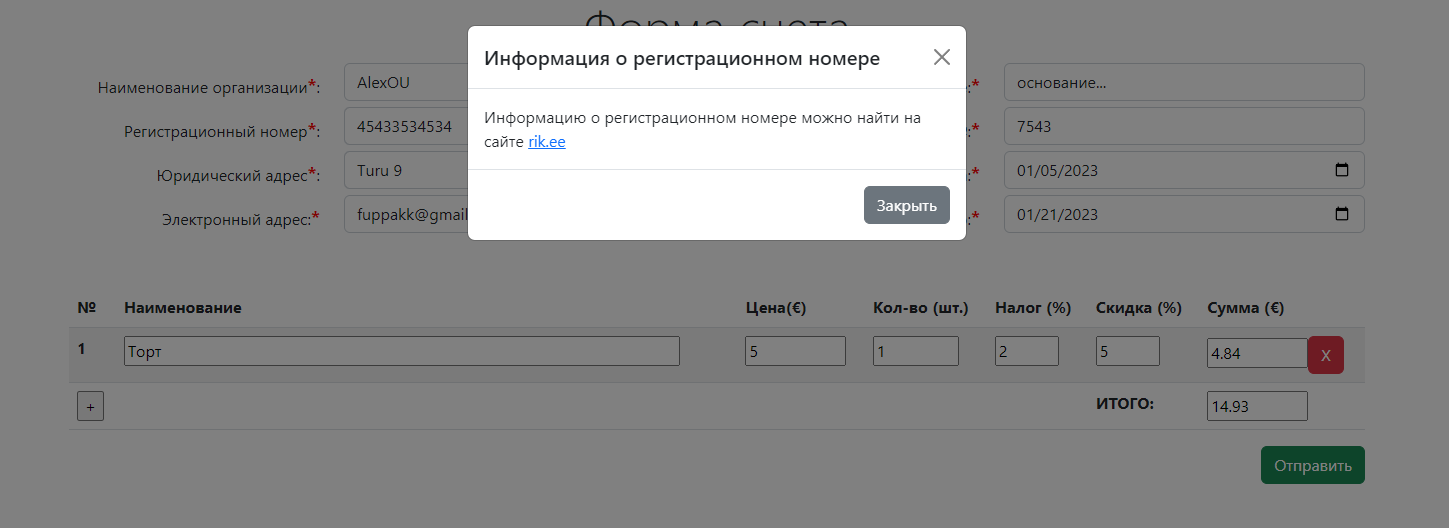 Форма счета
Информация о регистрационном номере
Информацию о регистрационном номере можно найти на
сайте rik.ee
Закрыть
Наименование организации*: AlexOU :* основание...
Регистрационный номер*: 45433534534 :* 7543
Юридический адрес*: Turu 9 :* 01/05/2023
Электронный адрес:* fuppakk@gmail :* 01/21/2023
№ Наименование Цена(€) Кол-во (шт.) Налог (%) Скидка (%) Сумма (€)
1 Торт 5 1 2 5 4.84 X
+ ИТОГО: 14.93
Отправить